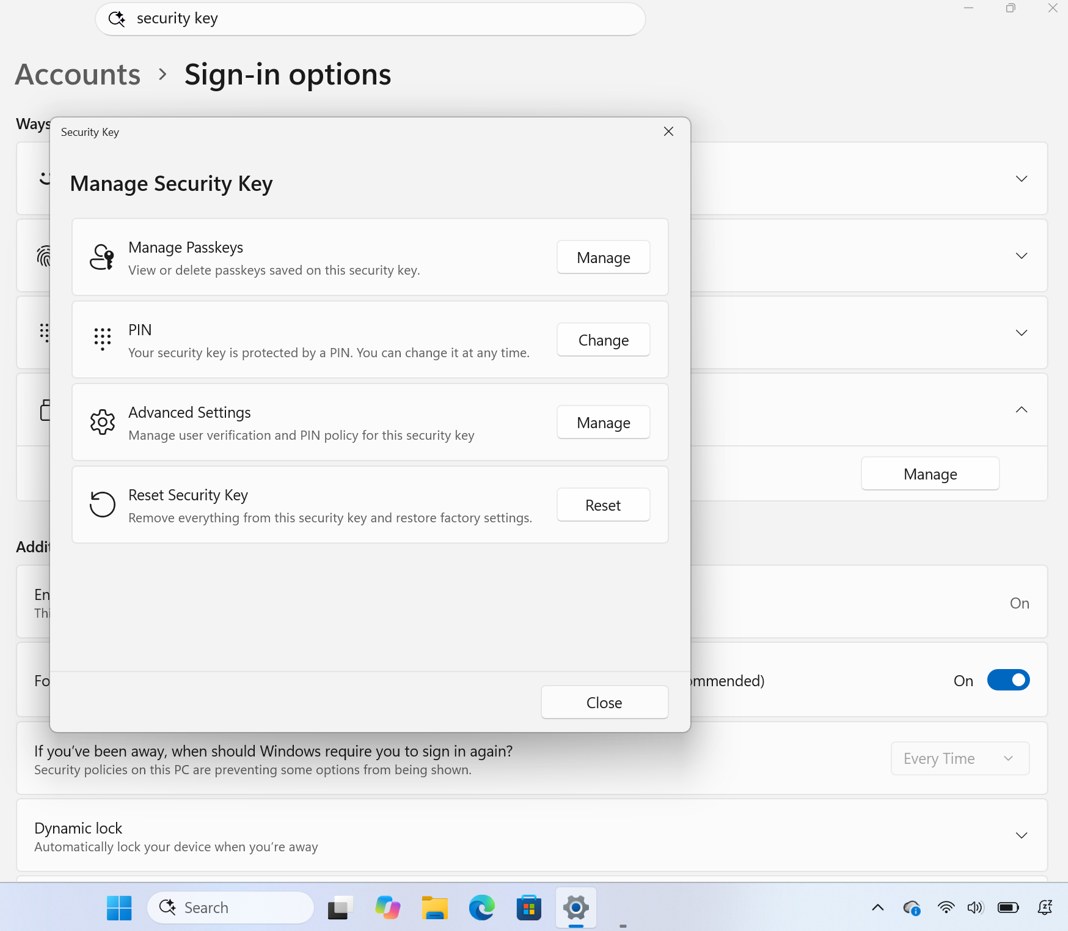 security key
Accounts > Sign-in options
Ways
Security Key
Manage Security Key
Manage Passkeys
View or delete passkeys saved on this security key.
Manage
PIN
Your security key is protected by a PIN. You can change it at any time.
Change
Advanced Settings
Manage user verification and PIN policy for this security key
Manage
Reset Security Key
Remove everything from this security key and restore factory settings.
Reset
Close
Manage
Addit
En
Thi
On
Fo
ommended)
On
If you've been away, when should Windows require you to sign in again?
Security policies on this PC are preventing some options from being shown.
Every Time
Dynamic lock
Automatically lock your device when you're away
Search